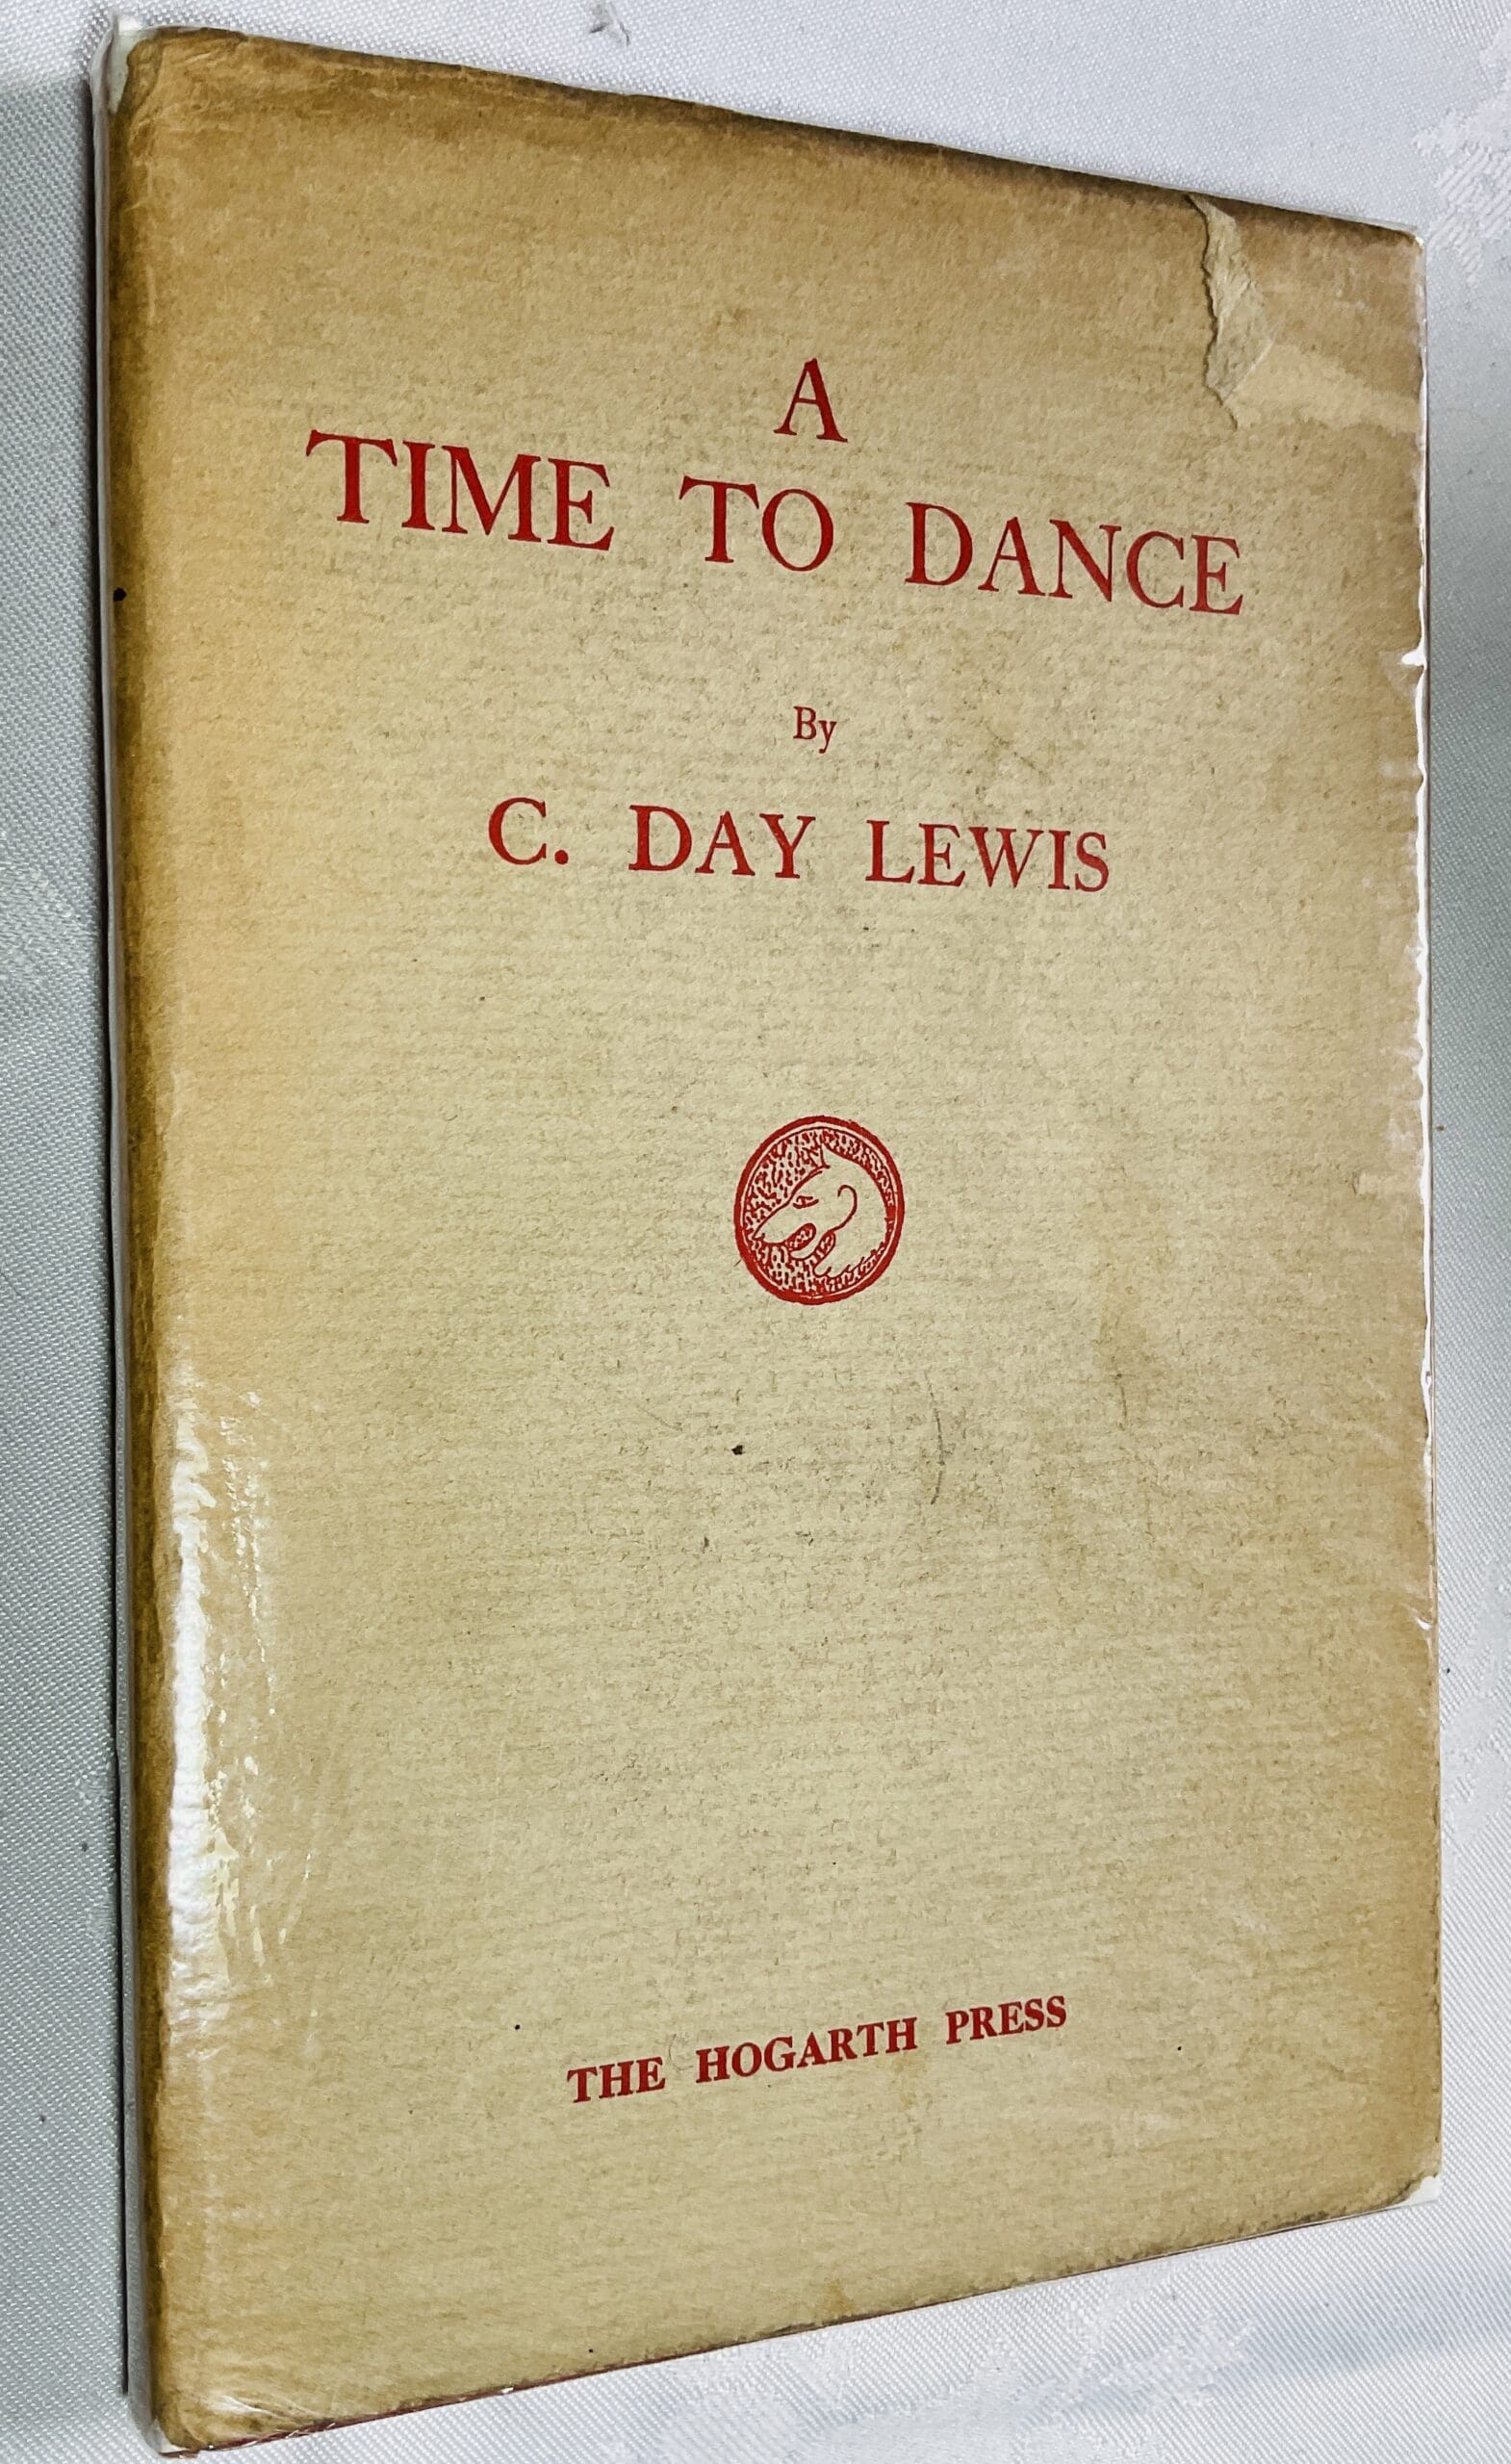 A
TIME TO DANCE
By
C. DAY LEWIS
THE HOGARTH PRESS